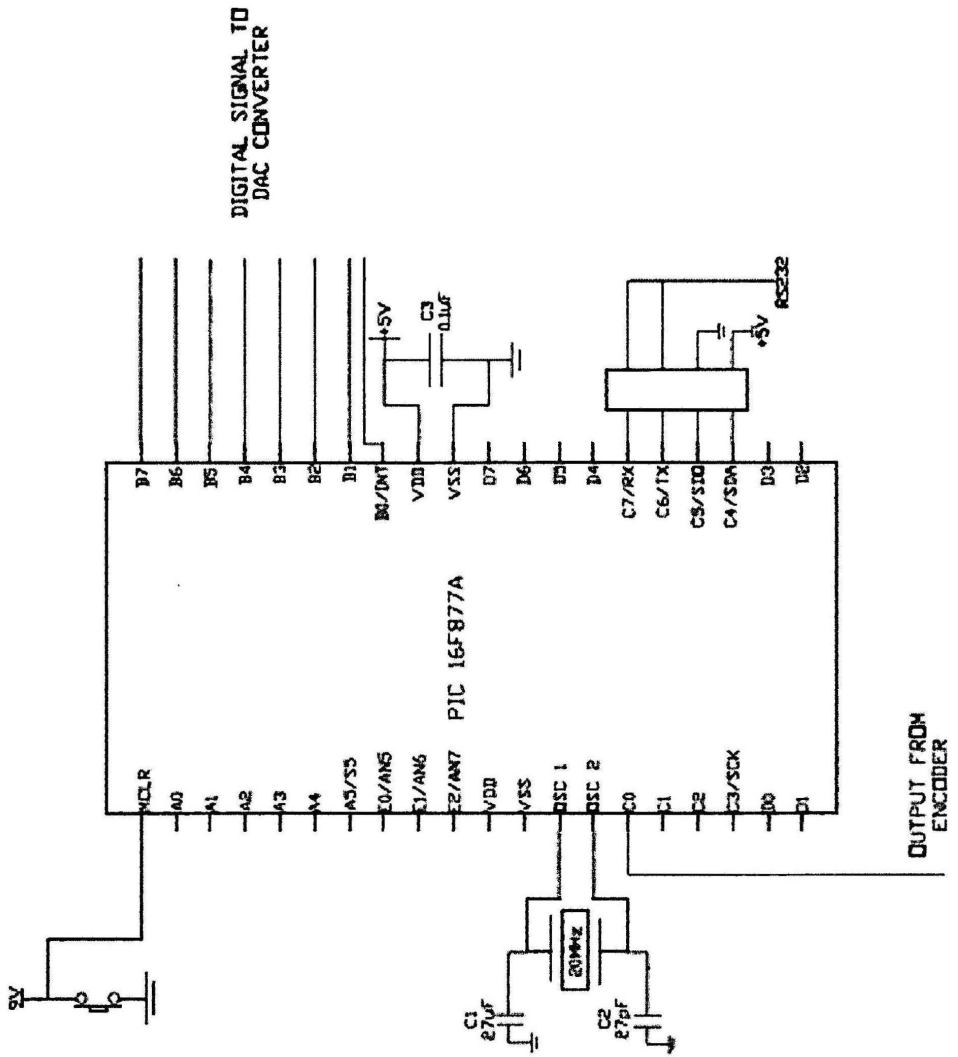 DIGITAL SIGNAL TO
DAC CONVERTER
B7
B6
B5
B4
B3
B2
B1
B0/INT
VDD
VSS
D7
D6
D5
D4
C7/RX
C6/TX
C5/SDO
C4/SDA
D3
D2
+5V
C3
0.1uF
RS232
+5V
PIC 16F877A
MCLR
A0
A1
A2
A3
A4
A5/S5
E0/AN5
E1/AN6
E2/AN7
VDD
VSS
OSC 1
OSC 2
C0
C1
C2
C3/SCK
D0
D1
9V
C1
27uF
20MHz
C2
27pF
OUTPUT FROM
ENCODER